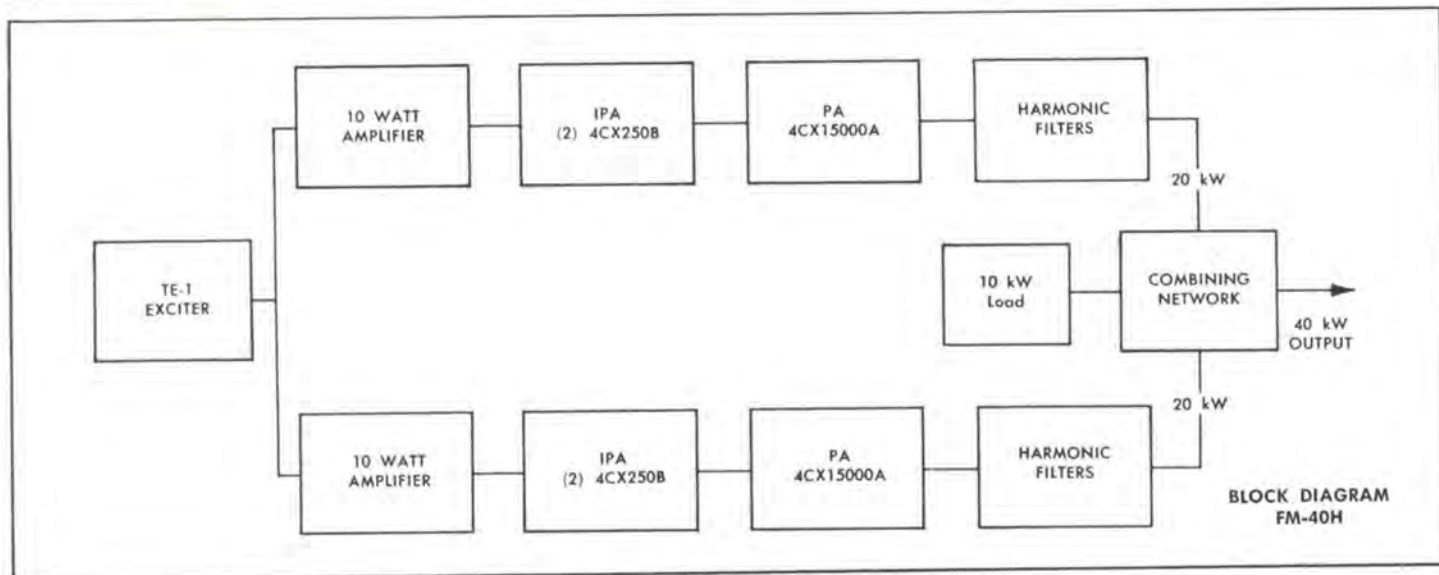 10 WATT
AMPLIFIER
IPA
(2) 4CX250B
PA
4CX15000A
HARMONIC
FILTERS
20 kW
TE-1
EXCITER
10 kW
Load
COMBINING
NETWORK
40 kW
OUTPUT
20 kW
10 WATT
AMPLIFIER
IPA
(2) 4CX250B
PA
4CX15000A
HARMONIC
FILTERS
BLOCK DIAGRAM
FM-40H